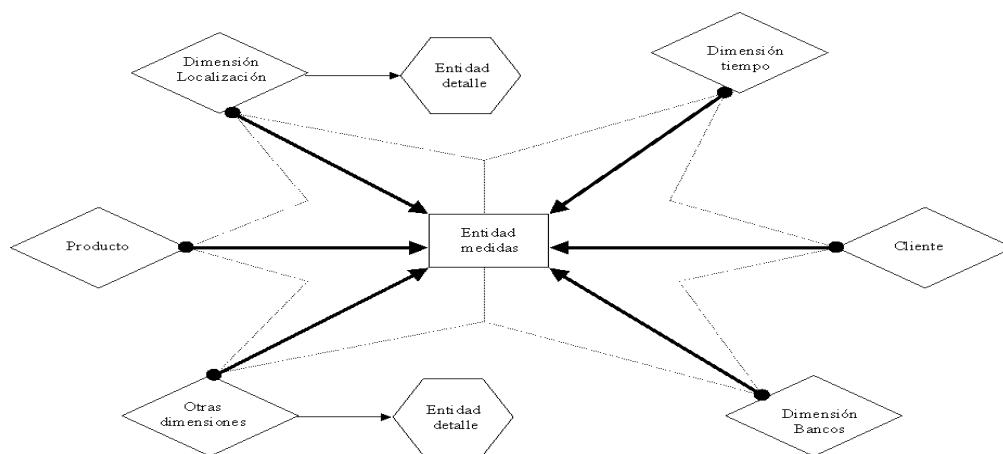 Dimensión
Localización
Entidad
detalle
Dimensión
tiempo
Producto
Entidad
medidas
Cliente
Otras
dimensiones
Entidad
detalle
Dimensión
Bancos